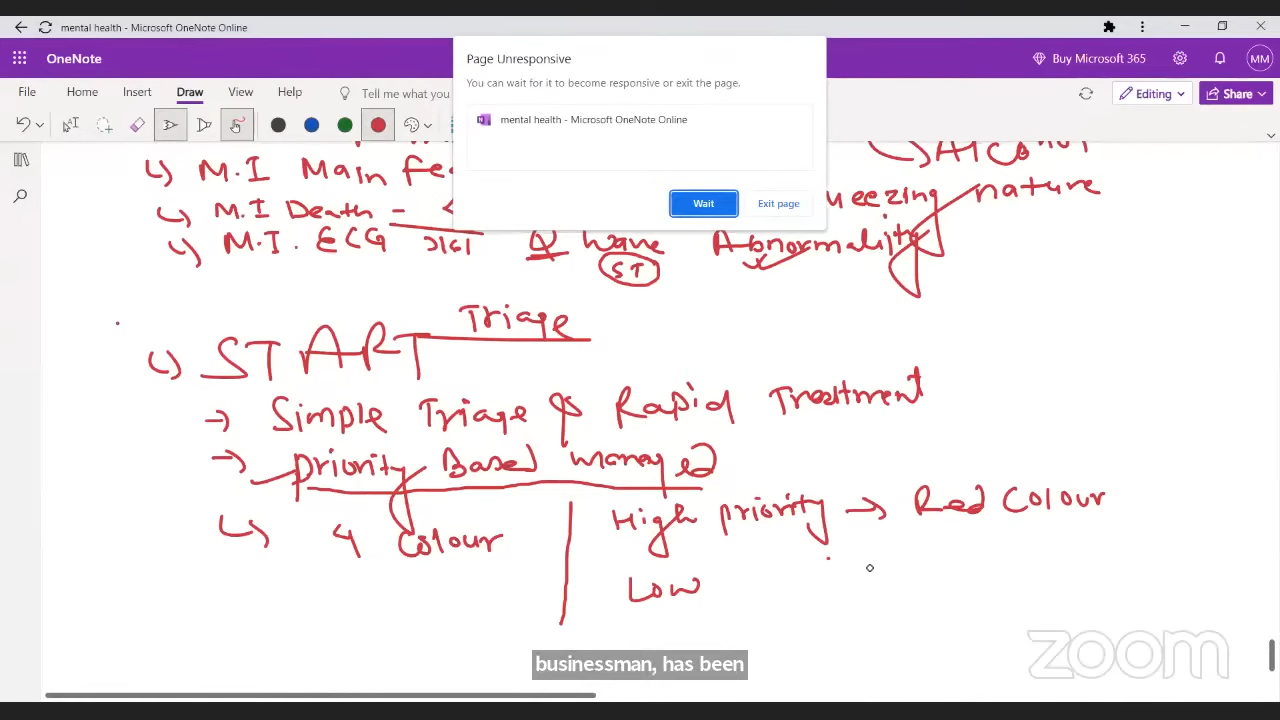 mental health - Microsoft OneNote Online
OneNote
Buy Microsoft 365
MM
File Home Insert Draw View Help Tell me what you
Editing
Share
Page Unresponsive
You can wait for it to become responsive or exit the page.
mental health - Microsoft OneNote Online
Wait
Exit page
M.I Main fe
M.I Death -
ueezing nature
M.I. ECG Q wave Abnormality
ST
START Triage
Simple Triage & Rapid Treatment
Priority Based managed
4 Colour
High priority → Red Colour
Low
zoom
businessman, has been